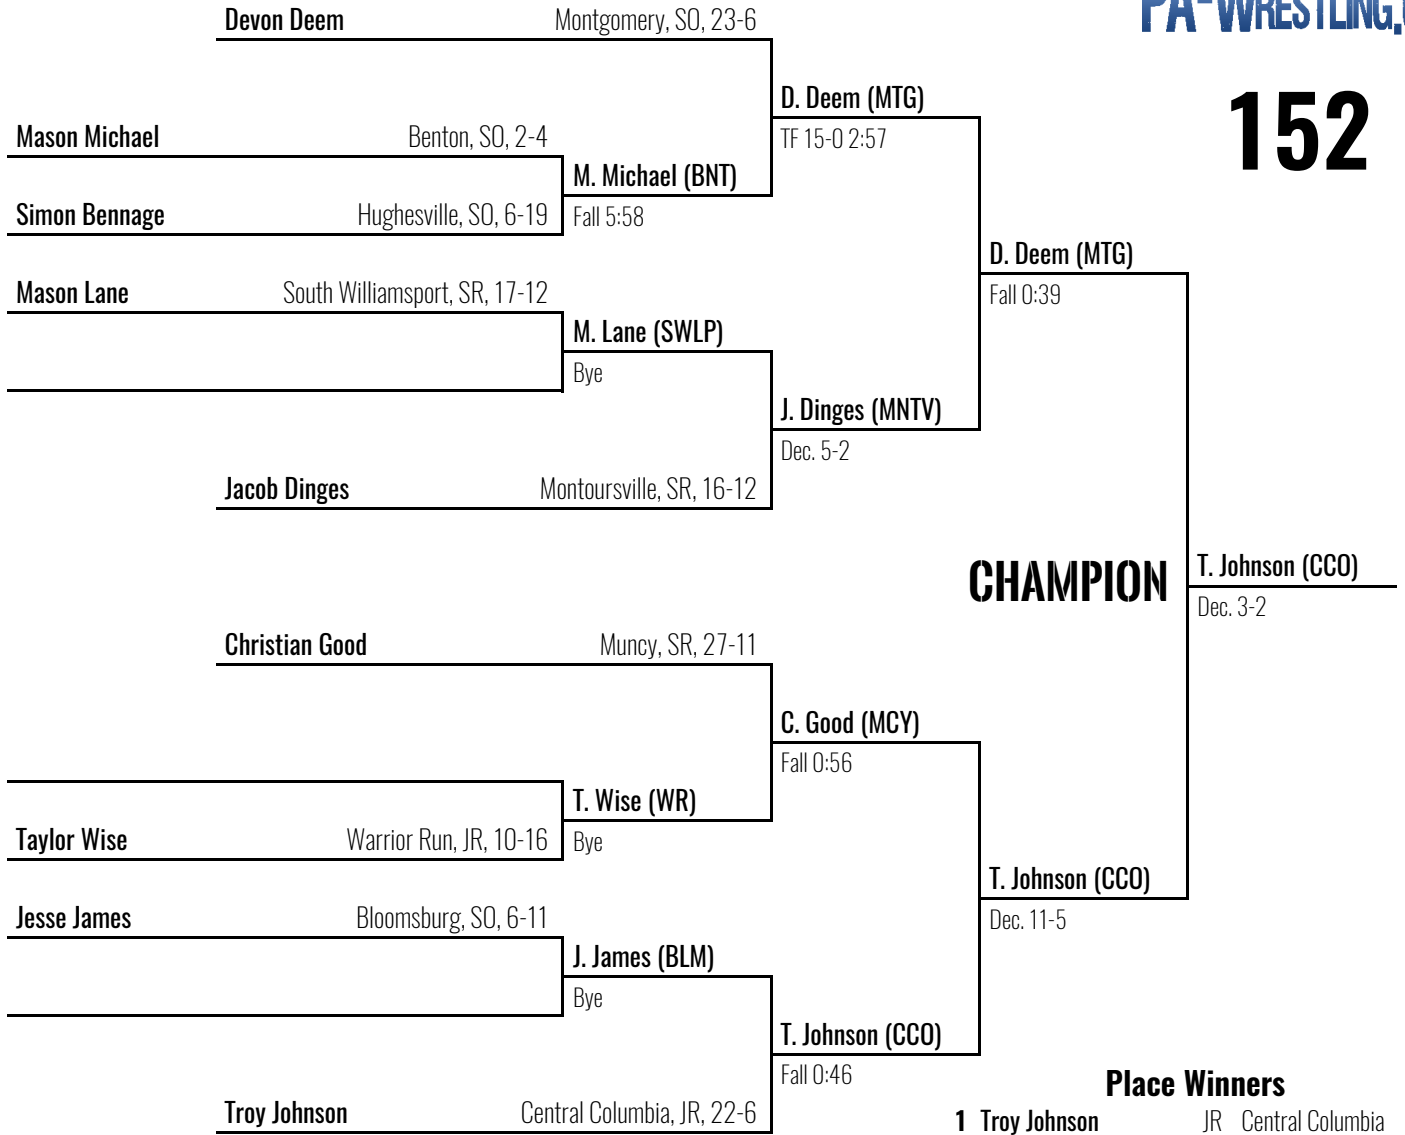 Devon Deem Montgomery, SO, 23-6
PA-WRESTLING.
152
D. Deem (MTG)
TF 15-0 2:57
Mason Michael Benton, SO, 2-4
M. Michael (BNT)
Fall 5:58
Simon Bennage Hughesville, SO, 6-19
D. Deem (MTG)
Fall 0:39
Mason Lane South Williamsport, SR, 17-12
M. Lane (SWLP)
Bye
J. Dinges (MNTV)
Dec. 5-2
Jacob Dinges Montoursville, SR, 16-12
CHAMPION
T. Johnson (CCO)
Dec. 3-2
Christian Good Muncy, SR, 27-11
C. Good (MCY)
Fall 0:56
T. Wise (WR)
Bye
Taylor Wise Warrior Run, JR, 10-16
T. Johnson (CCO)
Dec. 11-5
Jesse James Bloomsburg, SO, 6-11
J. James (BLM)
Bye
T. Johnson (CCO)
Fall 0:46
Troy Johnson Central Columbia, JR, 22-6
Place Winners
1 Troy Johnson JR Central Columbia